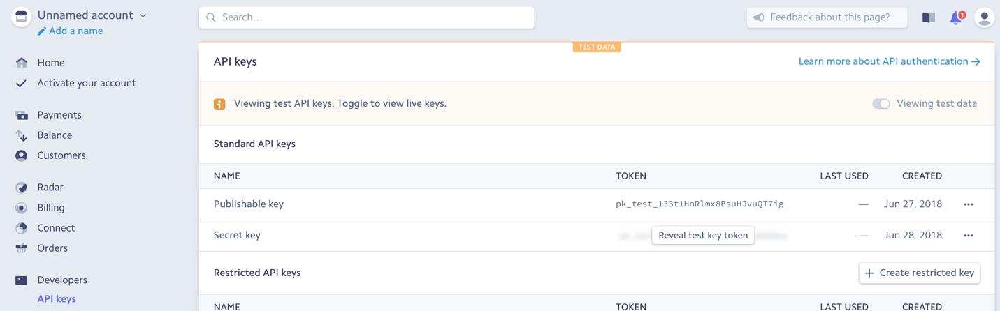 Unnamed account
Add a name
Search...
Feedback about this page?
1
Home
Activate your account
Payments
Balance
Customers
Radar
Billing
Connect
Orders
Developers
API keys
TEST DATA
API keys
Learn more about API authentication →
Viewing test API keys. Toggle to view live keys.
Viewing test data
Standard API keys
NAME TOKEN LAST USED CREATED
Publishable key pk_test_133t1HnRlmx8BsuHJvuQT7ig — Jun 27, 2018 •••
Secret key Reveal test key token — Jun 28, 2018 •••
Restricted API keys
+ Create restricted key
NAME TOKEN LAST USED CREATED